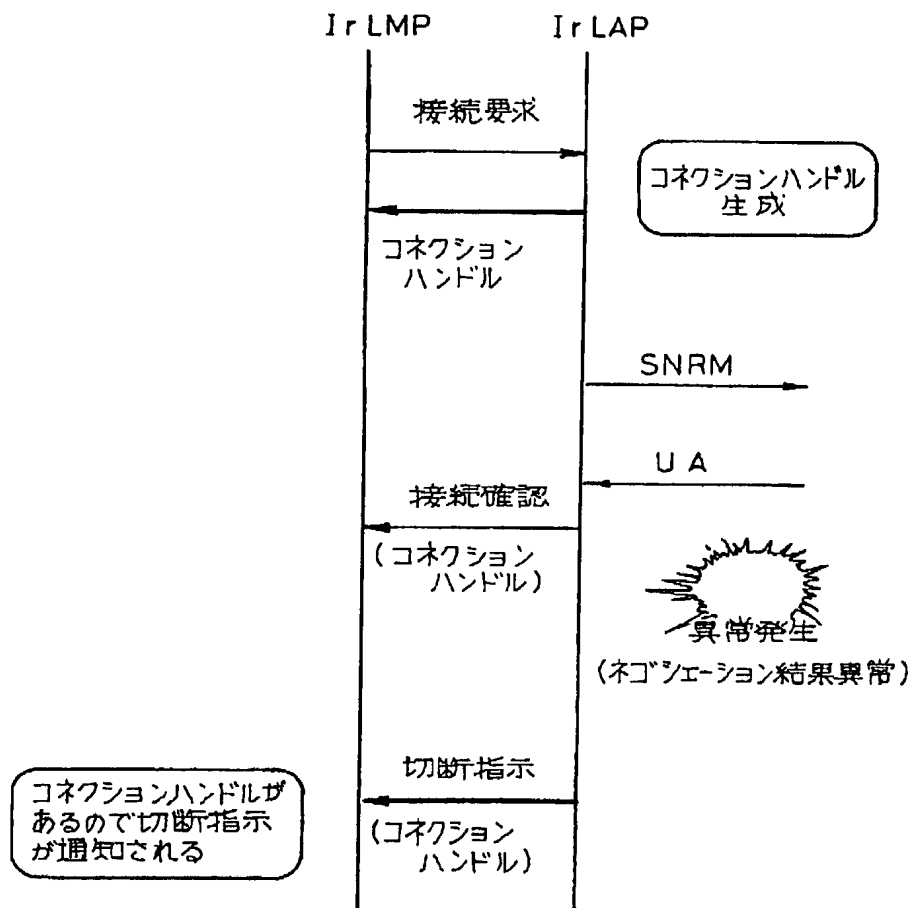 IrLMP IrLAP
接続要求
コネクションハンドル
生成
コネクション
ハンドル
SNRM
UA
接続確認
(コネクション
ハンドル)
異常発生
(ネゴシェーション結果異常)
切断指示
コネクションハンドルが
あるので切断指示
が通知される
(コネクション
ハンドル)